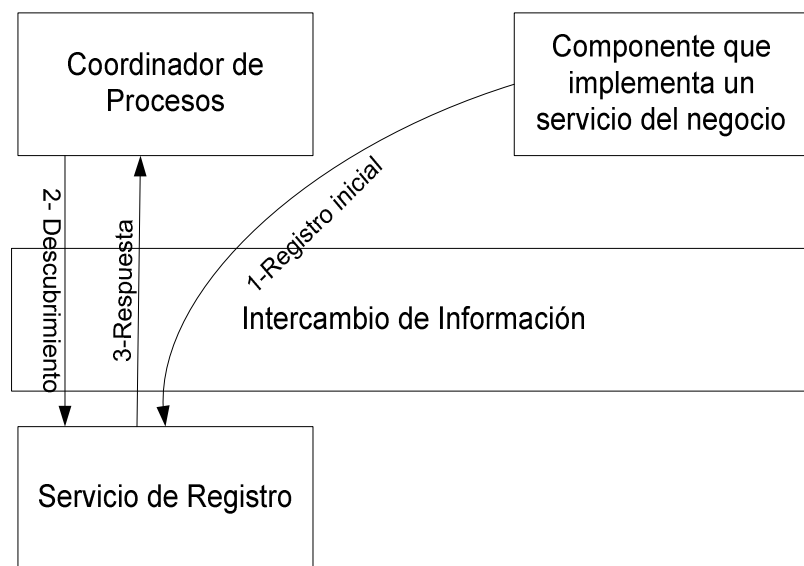 Coordinador de
Procesos
Componente que
implementa un
servicio del negocio
2- Descubrimiento
3-Respuesta
1-Registro inicial
Intercambio de Información
Servicio de Registro